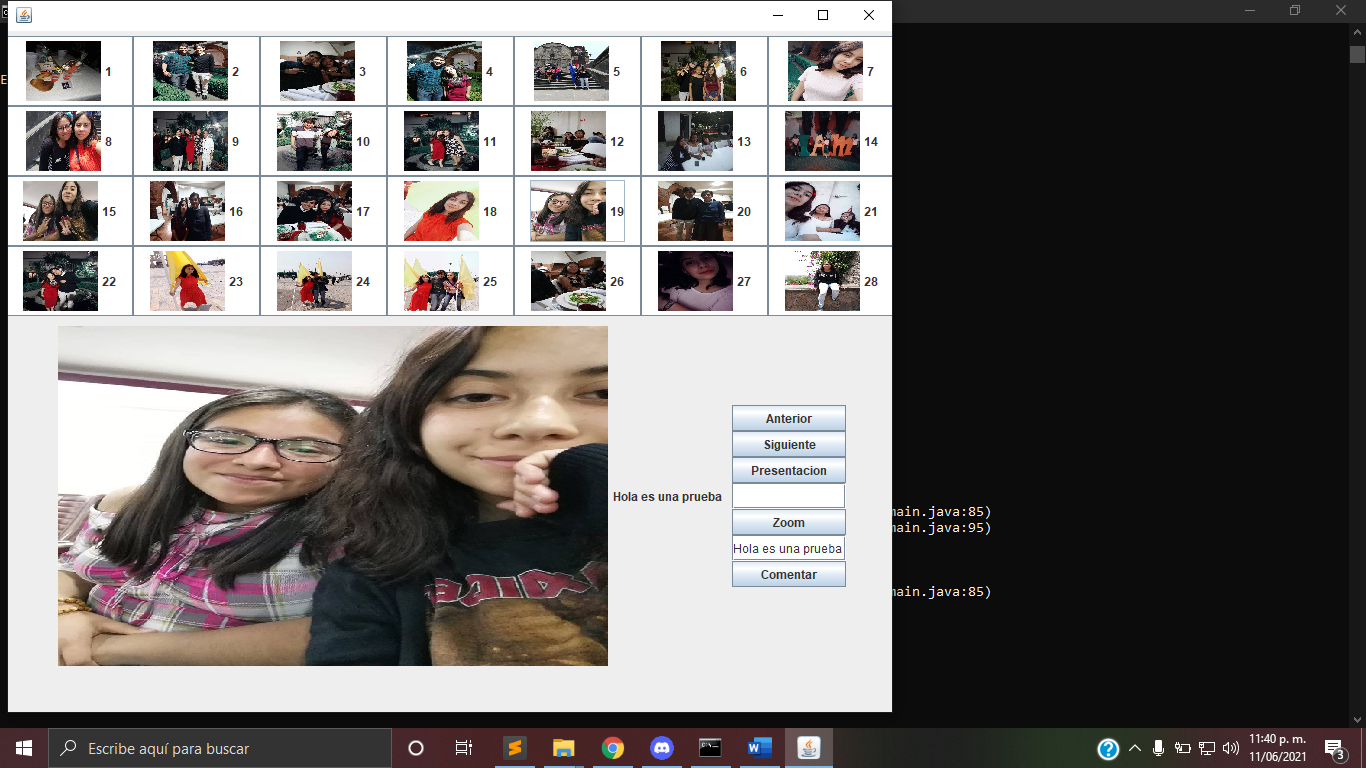 E
1
2
3
4
5
6
7
8
9
10
11
12
13
14
15
16
17
18
19
20
21
22
23
24
25
26
27
28
Anterior
Siguiente
Presentacion
Hola es una prueba
Zoom
Hola es una prueba
Comentar
main.java:85)
main.java:95)
main.java:85)
Escribe aquí para buscar
11:40 p. m.
11/06/2021
3